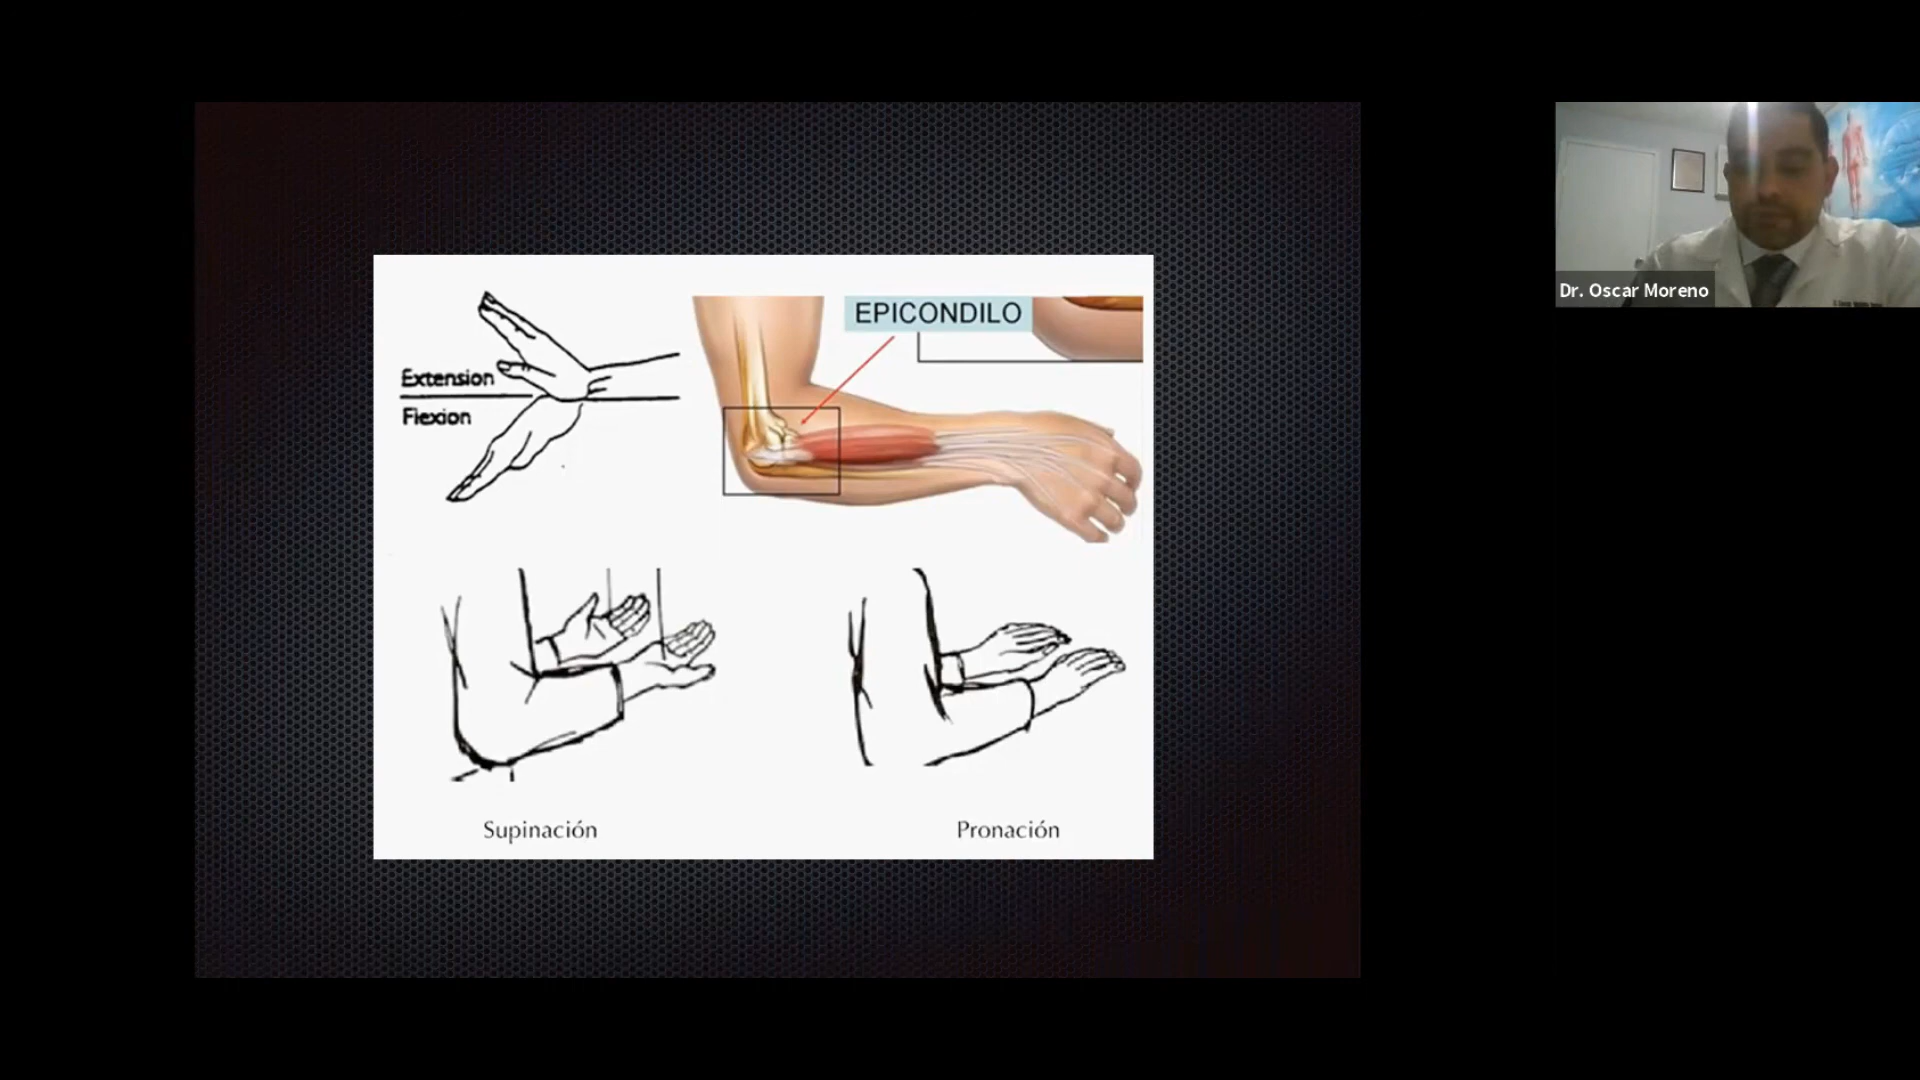 EPICONDILO
Extension
Flexion
Supinación
Pronación
Dr. Oscar Moreno